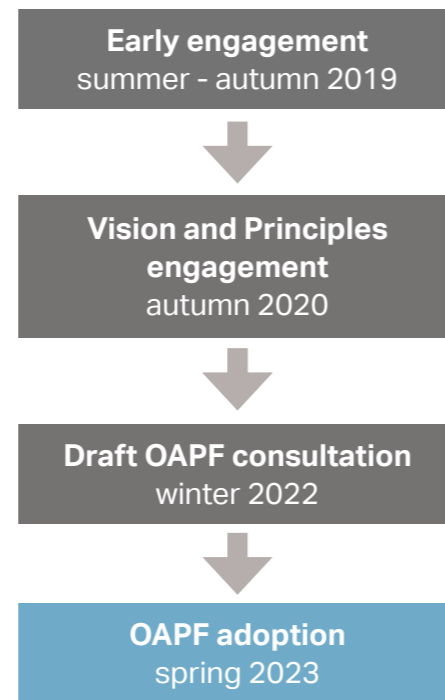 Early engagement
summer - autumn 2019
Vision and Principles
engagement
autumn 2020
Draft OAPF consultation
winter 2022
OAPF adoption
spring 2023